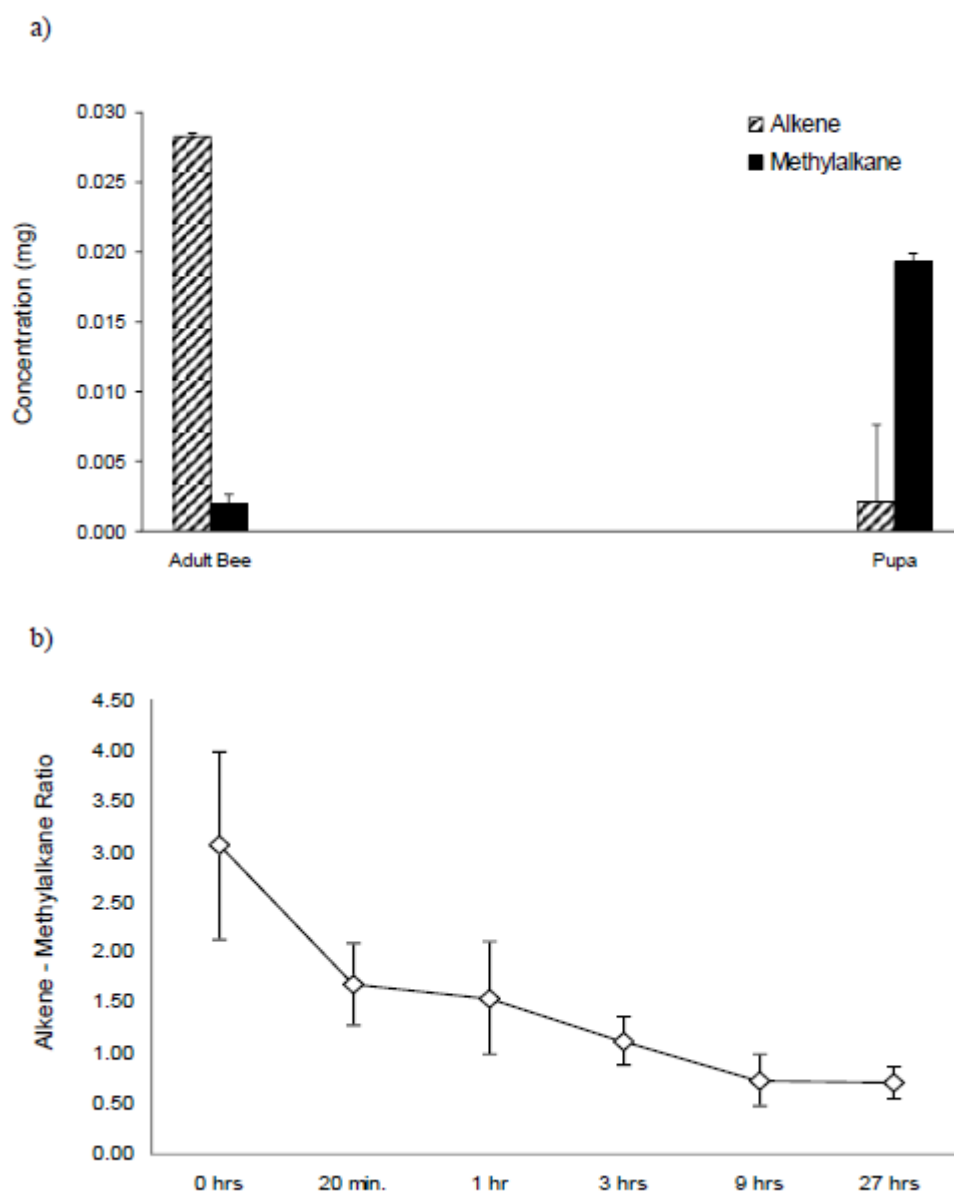 a)
0.030
0.025
0.020
0.015
0.010
0.005
0.000
Concentration (mg)
Alkene
Methylalkane
Adult Bee Pupa
b)
4.50
4.00
3.50
3.00
2.50
2.00
1.50
1.00
0.50
0.00
Alkene - Methylalkane Ratio
0 hrs 20 min. 1 hr 3 hrs 9 hrs 27 hrs